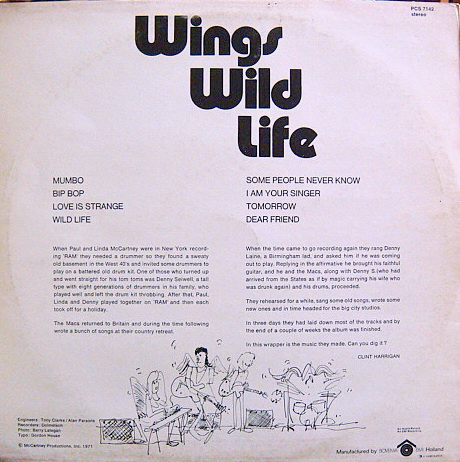 PCS 7142
stereo
Wings
Wild
Life
MUMBO
BIP BOP
LOVE IS STRANGE
WILD LIFE
SOME PEOPLE NEVER KNOW
I AM YOUR SINGER
TOMORROW
DEAR FRIEND
When Paul and Linda McCartney were in New York record-
ing 'RAM' they needed a drummer so they found a sweaty
old basement in the West 40's and invited some drummers to
play on a battered old drum kit. One of those who turned up
and went straight for his tom toms was Denny Seiwell, a tall
type with eight generations of drummers in his family, who
played well and left the drum kit throbbing. After that, Paul,
Linda and Denny played together on 'RAM' and then each
took off for a holiday.
The Macs returned to Britain and during the time following
wrote a bunch of songs at their country retreat.
When the time came to go recording again they rang Denny
Laine, a Birmingham lad, and asked him if he was coming
out to play. Replying in the affirmative he brought his faithful
guitar, and he and the Macs, along with Denny S.(who had
arrived from the States as if by magic carrying his wife who
was drunk again) and his drums, proceeded.
They rehearsed for a while, sang some old songs, wrote some
new ones and in time headed for the big city studios.
In three days they had laid down most of the tracks and by
the end of a couple of weeks the album was finished.
In this wrapper is the music they made. Can you dig it?
CLINT HARRIGAN
Engineers: Tony Clarke / Alan Parsons
Photo: Barry Lategan
Type: Gordon House
© McCartney Productions, Inc. 1971
Manufactured by BOVEMA EMI Holland